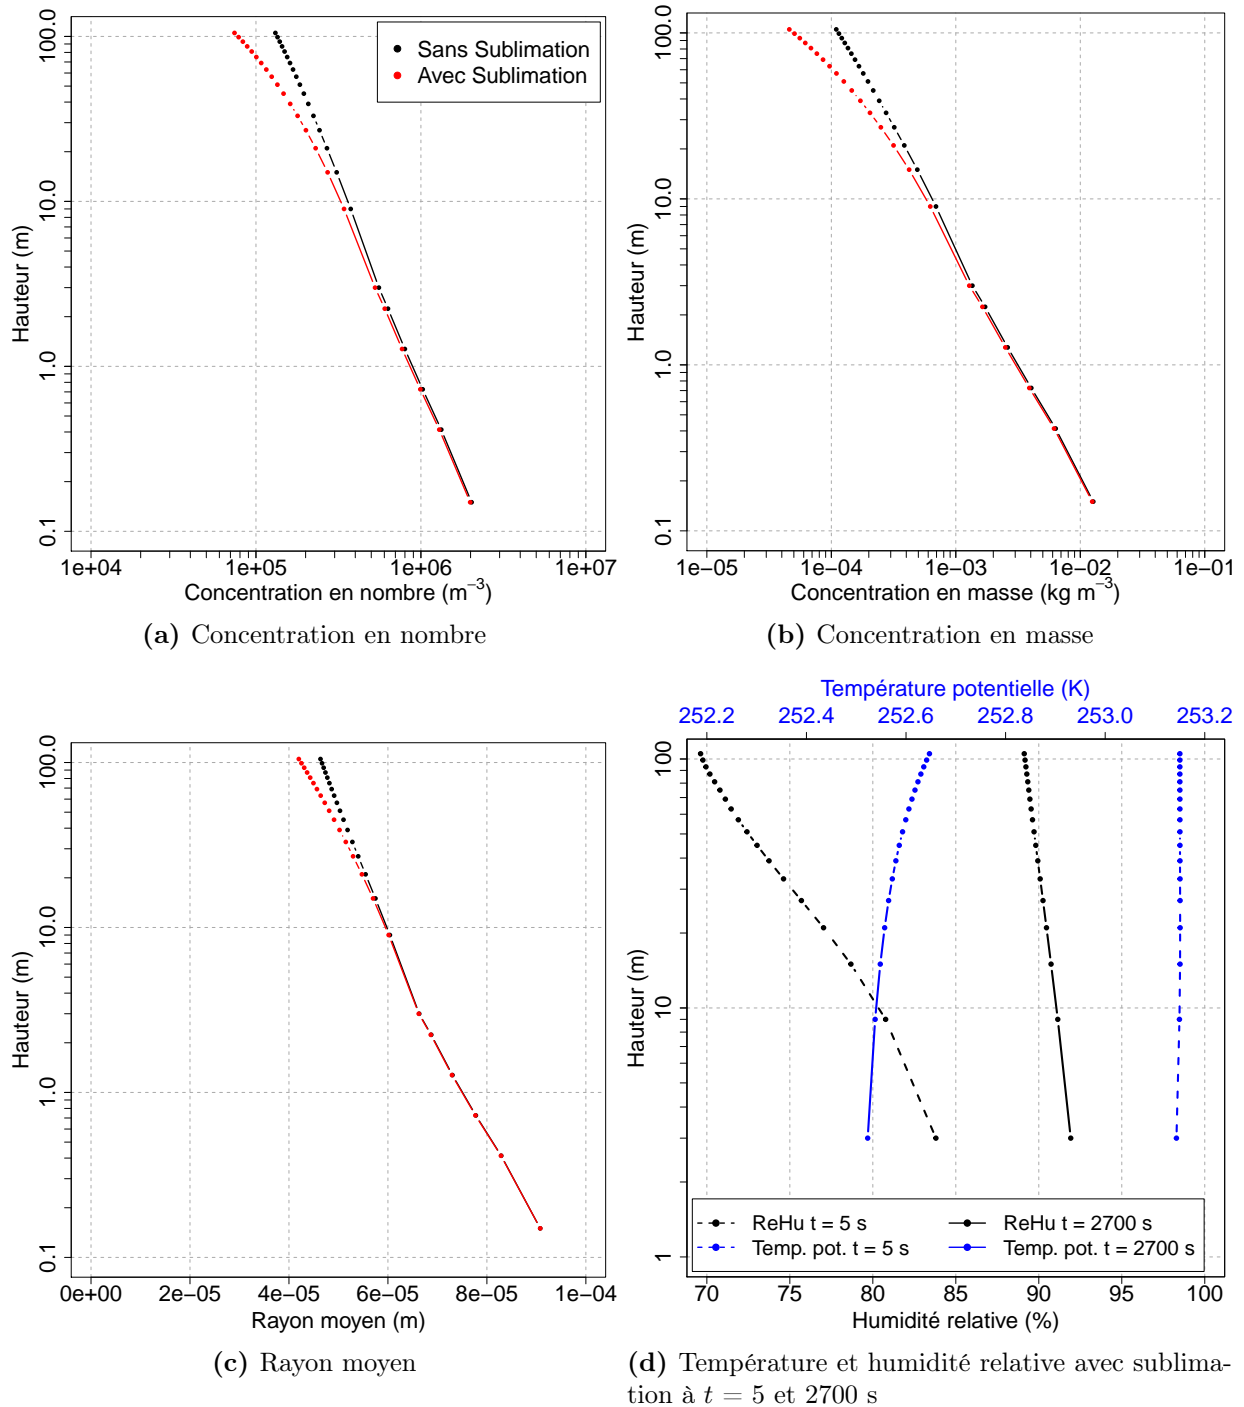 100.0
10.0
1.0
0.1
Hauteur (m)
Sans Sublimation
Avec Sublimation
1e+04 1e+05 1e+06 1e+07
Concentration en nombre (m⁻³)
(a) Concentration en nombre
100.0
10.0
1.0
0.1
Hauteur (m)
1e−05 1e−04 1e−03 1e−02 1e−01
Concentration en masse (kg m⁻³)
(b) Concentration en masse
100.0
10.0
1.0
0.1
Hauteur (m)
0e+00 2e−05 4e−05 6e−05 8e−05 1e−04
Rayon moyen (m)
(c) Rayon moyen
Température potentielle (K)
252.2 252.4 252.6 252.8 253.0 253.2
100
10
1
Hauteur (m)
ReHu t = 5 s
Temp. pot. t = 5 s
ReHu t = 2700 s
Temp. pot. t = 2700 s
70 75 80 85 90 95 100
Humidité relative (%)
(d) Température et humidité relative avec sublima-
tion à t = 5 et 2700 s